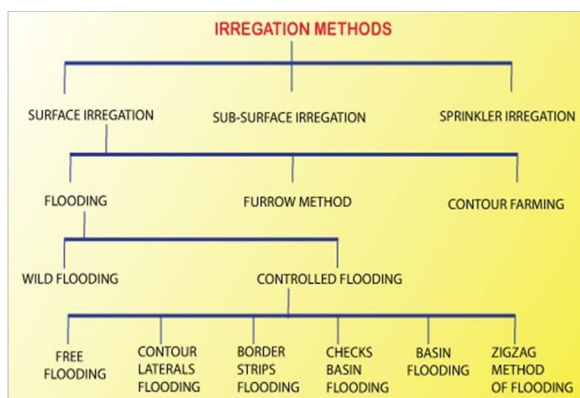 IRREGATION METHODS
SURFACE IRREGATION
SUB-SURFACE IRREGATION
SPRINKLER IRREGATION
FLOODING
FURROW METHOD
CONTOUR FARMING
WILD FLOODING
CONTROLLED FLOODING
FREE
FLOODING
CONTOUR
LATERALS
FLOODING
BORDER
STRIPS
FLOODING
CHECKS
BASIN
FLOODING
BASIN
FLOODING
ZIGZAG
METHOD
OF FLOODING